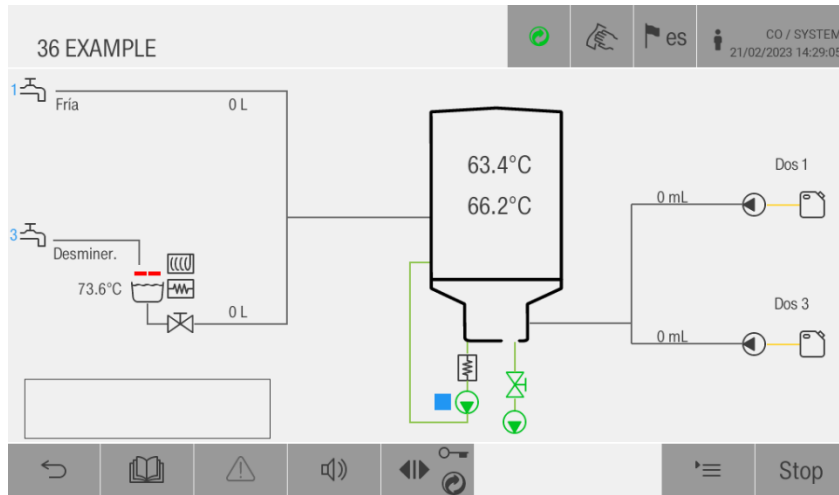 36 EXAMPLE
es
CO / SYSTEM
21/02/2023 14:29:05
1
Fría
0 L
63.4°C
66.2°C
Dos 1
0 mL
3
Desminer.
73.6°C
0 L
Dos 3
0 mL
Stop